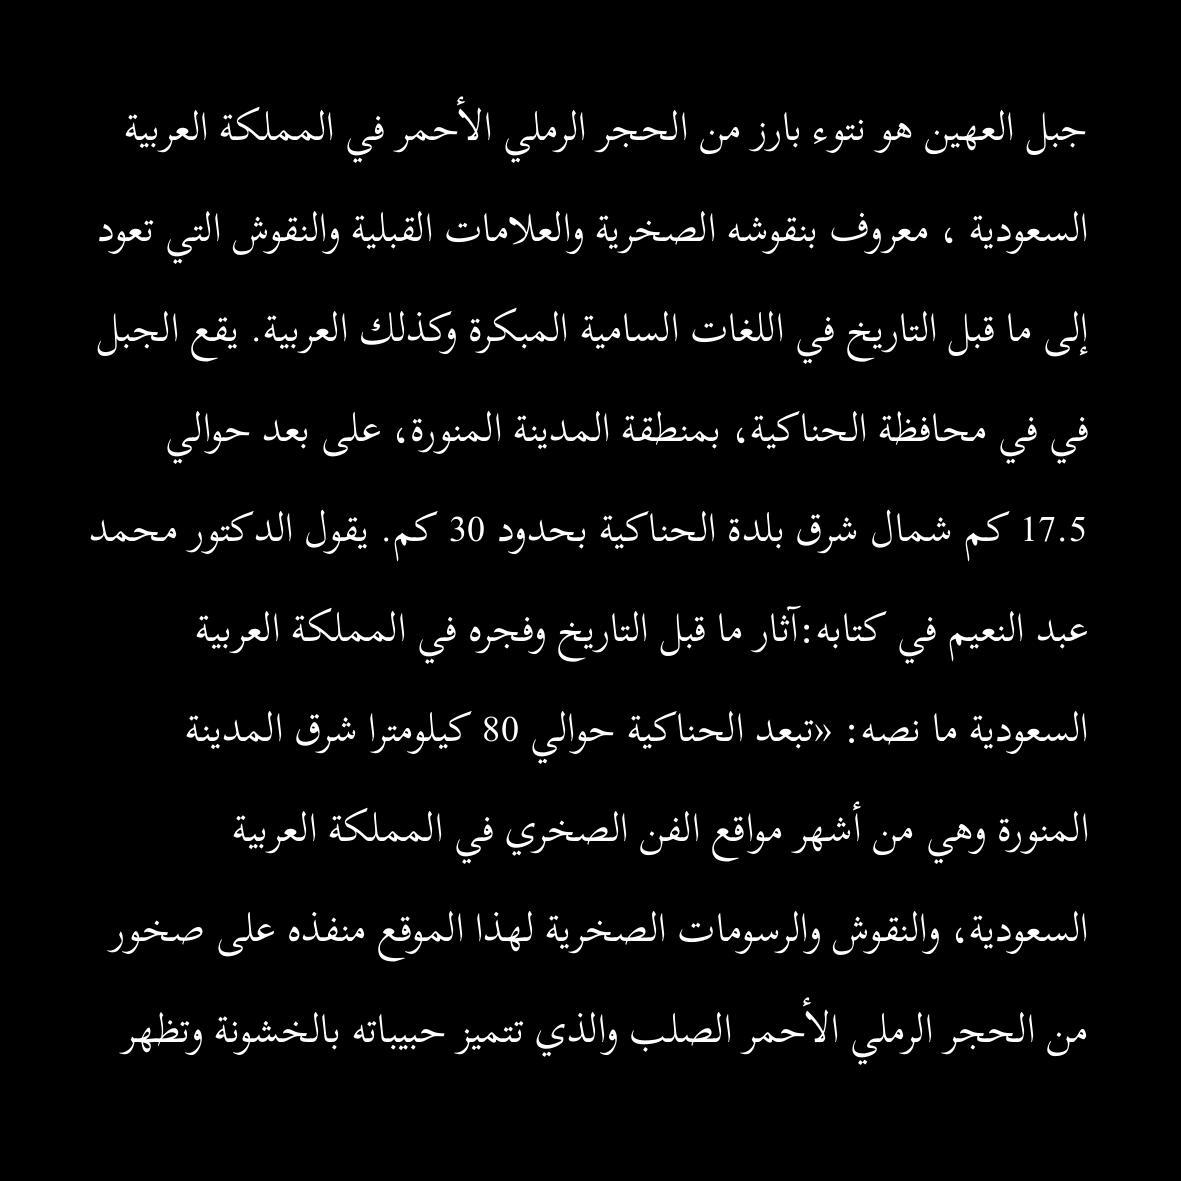 جبل العهين هو نتوء بارز من الحجر الرملي الأحمر في المملكة العربية
السعودية ، معروف بنقوشه الصخرية والعلامات القبلية والنقوش التي تعود
إلى ما قبل التاريخ في اللغات السامية المبكرة وكذلك العربية. يقع الجبل
في في محافظة الحناكية، بمنطقة المدينة المنورة، على بعد حوالي
17.5 كم شمال شرق بلدة الحناكية بحدود 30 كم. يقول الدكتور محمد
عبد النعيم في كتابه:آثار ما قبل التاريخ وفجره في المملكة العربية
السعودية ما نصه: «تبعد الحناكية حوالي 80 كيلومترا شرق المدينة
المنورة وهي من أشهر مواقع الفن الصخري في المملكة العربية
السعودية، والنقوش والرسومات الصخرية لهذا الموقع منفذه على صخور
من الحجر الرملي الأحمر الصلب والذي تتميز حبيباته بالخشونة وتظهر